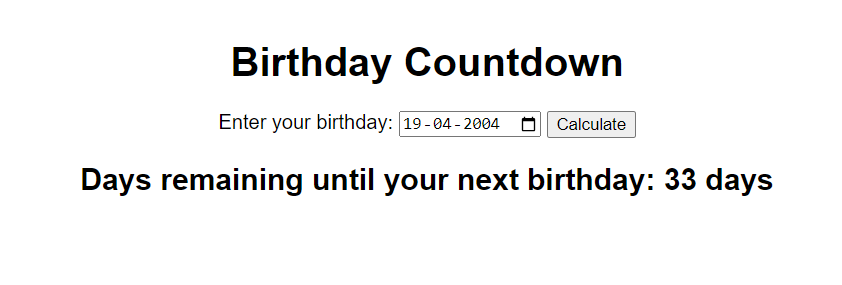 Birthday Countdown
Enter your birthday: 19-04-2004 Calculate
Days remaining until your next birthday: 33 days